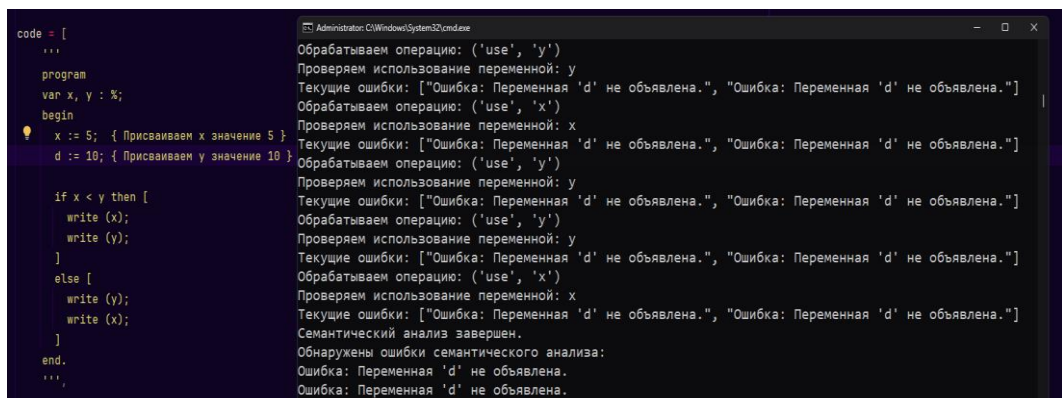 code = [
'''
program
var x, y : %;
begin
x := 5; { Присваиваем x значение 5 }
d := 10; { Присваиваем y значение 10 }
if x < y then [
write (x);
write (y);
]
else [
write (y);
write (x);
]
end.
''',
Administrator: C:\Windows\System32\cmd.exe
Обрабатываем операцию: ('use', 'y')
Проверяем использование переменной: y
Текущие ошибки: ["Ошибка: Переменная 'd' не объявлена.", "Ошибка: Переменная 'd' не объявлена."]
Обрабатываем операцию: ('use', 'x')
Проверяем использование переменной: x
Текущие ошибки: ["Ошибка: Переменная 'd' не объявлена.", "Ошибка: Переменная 'd' не объявлена."]
Обрабатываем операцию: ('use', 'y')
Проверяем использование переменной: y
Текущие ошибки: ["Ошибка: Переменная 'd' не объявлена.", "Ошибка: Переменная 'd' не объявлена."]
Обрабатываем операцию: ('use', 'y')
Проверяем использование переменной: y
Текущие ошибки: ["Ошибка: Переменная 'd' не объявлена.", "Ошибка: Переменная 'd' не объявлена."]
Обрабатываем операцию: ('use', 'x')
Проверяем использование переменной: x
Текущие ошибки: ["Ошибка: Переменная 'd' не объявлена.", "Ошибка: Переменная 'd' не объявлена."]
Семантический анализ завершен.
Обнаружены ошибки семантического анализа:
Ошибка: Переменная 'd' не объявлена.
Ошибка: Переменная 'd' не объявлена.